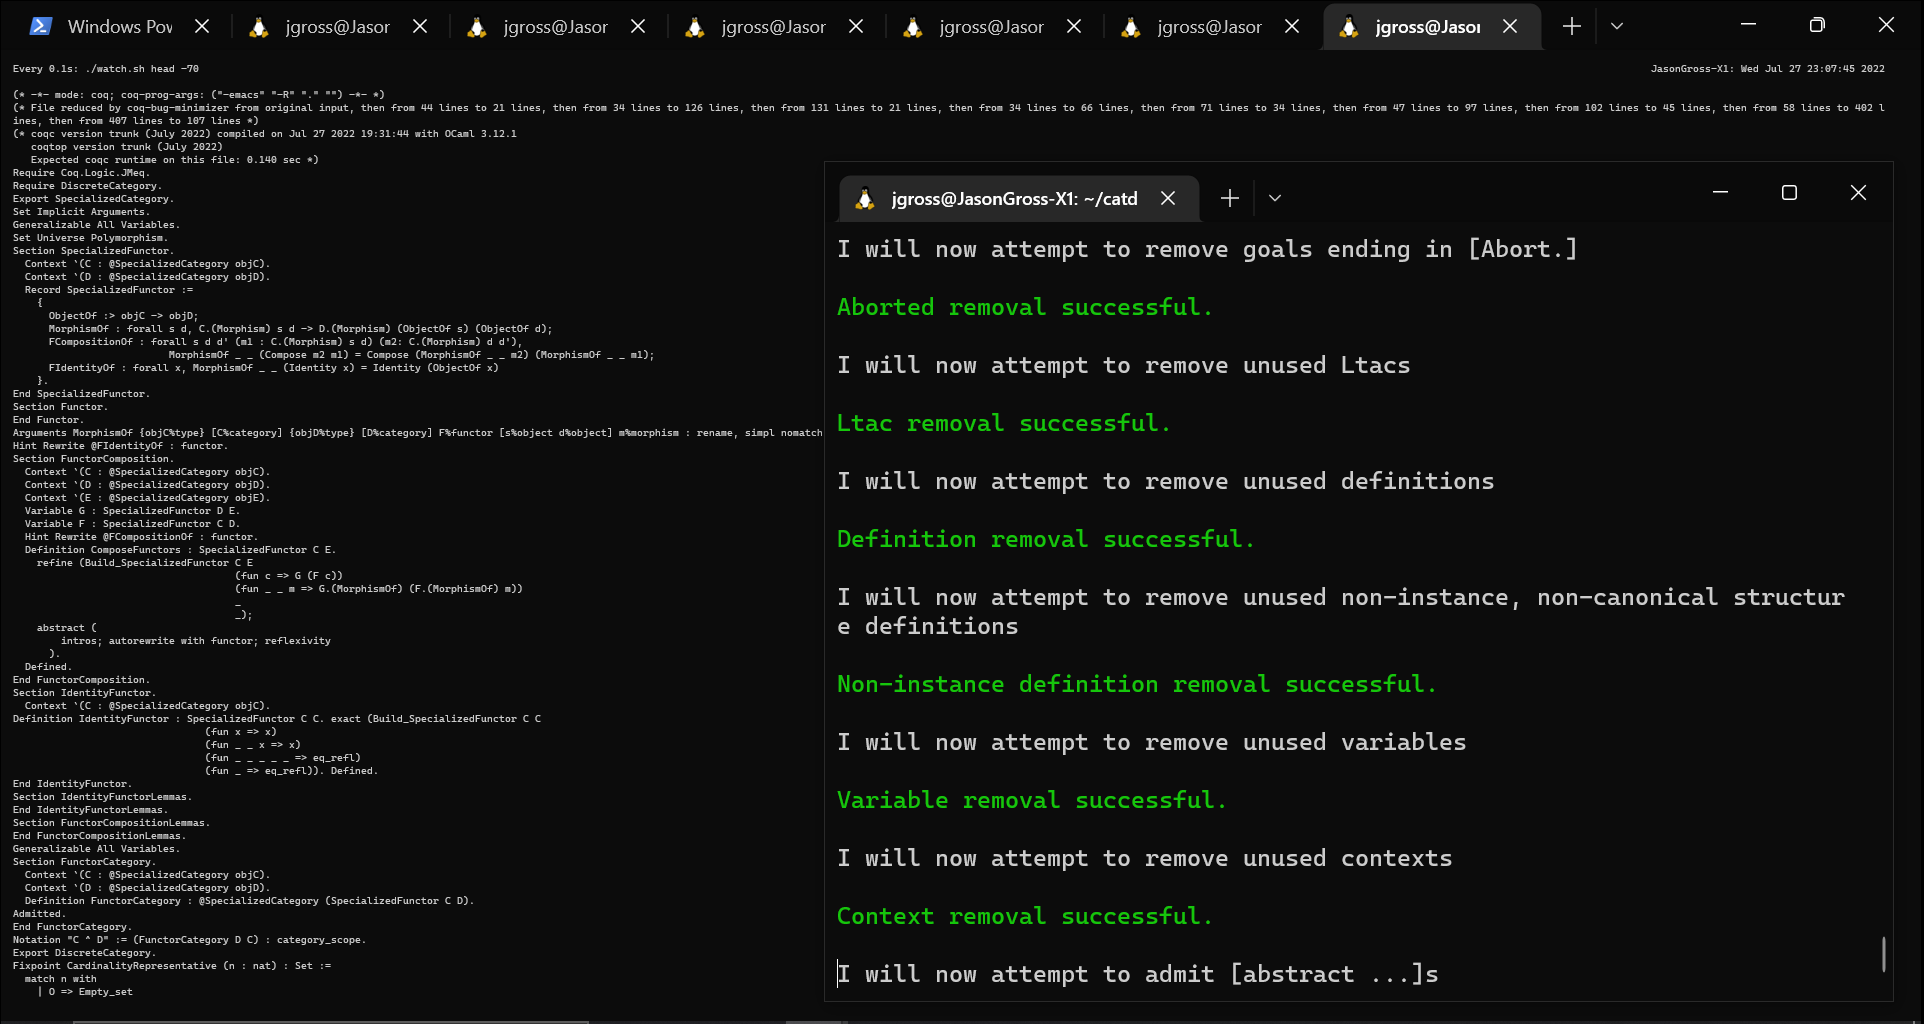 Windows Pov
jgross@Jasor
jgross@Jasor
jgross@Jasor
jgross@Jasor
jgross@Jasor
jgross@Jasor
Every 0.1s: ./watch.sh head -70
JasonGross-X1: Wed Jul 27 23:07:45 2022
(* -*- mode: coq; coq-prog-args: ("-emacs" "-R" "." "") -*- *)
(* File reduced by coq-bug-minimizer from original input, then from 44 lines to 21 lines, then from 34 lines to 126 lines, then from 131 lines to 21 lines, then from 34 lines to 66 lines, then from 71 lines to 34 lines, then from 47 lines to 97 lines, then from 102 lines to 45 lines, then from 58 lines to 402 l
ines, then from 407 lines to 107 lines *)
(* coqc version trunk (July 2022) compiled on Jul 27 2022 19:31:44 with OCaml 3.12.1
   coqtop version trunk (July 2022)
   Expected coqc runtime on this file: 0.140 sec *)
Require Coq.Logic.JMeq.
Require DiscreteCategory.
Export SpecializedCategory.
Set Implicit Arguments.
Generalizable All Variables.
Set Universe Polymorphism.
Section SpecializedFunctor.
  Context `(C : @SpecializedCategory objC).
  Context `(D : @SpecializedCategory objD).
  Record SpecializedFunctor :=
    {
      ObjectOf :> objC -> objD;
      MorphismOf : forall s d, C.(Morphism) s d -> D.(Morphism) (ObjectOf s) (ObjectOf d);
      FCompositionOf : forall s d d' (m1 : C.(Morphism) s d) (m2: C.(Morphism) d d'),
                          MorphismOf _ _ (Compose m2 m1) = Compose (MorphismOf _ _ m2) (MorphismOf _ _ m1);
      FIdentityOf : forall x, MorphismOf _ _ (Identity x) = Identity (ObjectOf x)
    }.
End SpecializedFunctor.
Section Functor.
End Functor.
Arguments MorphismOf {objC%type} [C%category] {objD%type} [D%category] F%functor [s%object d%object] m%morphism : rename, simpl nomatch
Hint Rewrite @FIdentityOf : functor.
Section FunctorComposition.
  Context `(C : @SpecializedCategory objC).
  Context `(D : @SpecializedCategory objD).
  Context `(E : @SpecializedCategory objE).
  Variable G : SpecializedFunctor D E.
  Variable F : SpecializedFunctor C D.
  Hint Rewrite @FCompositionOf : functor.
  Definition ComposeFunctors : SpecializedFunctor C E.
    refine (Build_SpecializedFunctor C E
                                     (fun c => G (F c))
                                     (fun _ _ m => G.(MorphismOf) (F.(MorphismOf) m))
                                     _
                                     _);
    abstract (
        intros; autorewrite with functor; reflexivity
      ).
  Defined.
End FunctorComposition.
Section IdentityFunctor.
  Context `(C : @SpecializedCategory objC).
Definition IdentityFunctor : SpecializedFunctor C C. exact (Build_SpecializedFunctor C C
                                (fun x => x)
                                (fun _ _ x => x)
                                (fun _ _ _ _ _ => eq_refl)
                                (fun _ => eq_refl)). Defined.
End IdentityFunctor.
Section IdentityFunctorLemmas.
End IdentityFunctorLemmas.
Section FunctorCompositionLemmas.
End FunctorCompositionLemmas.
Generalizable All Variables.
Section FunctorCategory.
  Context `(C : @SpecializedCategory objC).
  Context `(D : @SpecializedCategory objD).
  Definition FunctorCategory : @SpecializedCategory (SpecializedFunctor C D).
Admitted.
End FunctorCategory.
Notation "C ^ D" := (FunctorCategory D C) : category_scope.
Export DiscreteCategory.
Fixpoint CardinalityRepresentative (n : nat) : Set :=
  match n with
    | O => Empty_set
jgross@JasonGross-X1: ~/catd
I will now attempt to remove goals ending in [Abort.]
Aborted removal successful.
I will now attempt to remove unused Ltacs
Ltac removal successful.
I will now attempt to remove unused definitions
Definition removal successful.
I will now attempt to remove unused non-instance, non-canonical structur
e definitions
Non-instance definition removal successful.
I will now attempt to remove unused variables
Variable removal successful.
I will now attempt to remove unused contexts
Context removal successful.
I will now attempt to admit [abstract ...]s